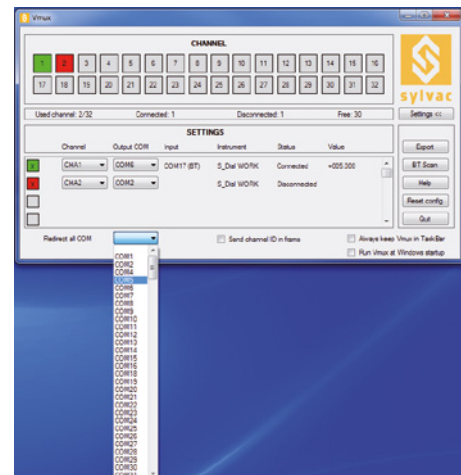 Vmux
CHANNEL
1 2 3 4 5 6 7 8 9 10 11 12 13 14 15 16
17 18 19 20 21 22 23 24 25 26 27 28 29 30 31 32
sylvac
Used channel: 2/32 Connected: 1 Disconnected: 1 Free: 30 Settings <<
SETTINGS
Channel Output COM Input Instrument Status Value Export
CHA1 COM6 COM17 (BT) S_Dial WORK Connected +005.300 BT Scan
CHA2 COM2 S_Dial WORK Disconnected Help
Reset config.
Quit
Redirect all COM Send channel ID in frame Always keep Vmux in TaskBar
Run Vmux at Windows startup
COM1
COM2
COM4
COM5
COM6
COM7
COM8
COM9
COM10
COM11
COM12
COM13
COM14
COM15
COM16
COM18
COM19
COM20
COM21
COM22
COM23
COM24
COM25
COM26
COM27
COM28
COM29
COM30